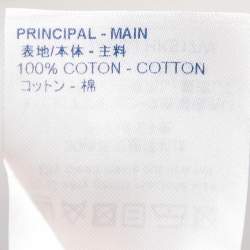 PRINCIPAL - MAIN
表地/本体 - 主料
100% COTON - COTTON
コットン - 棉